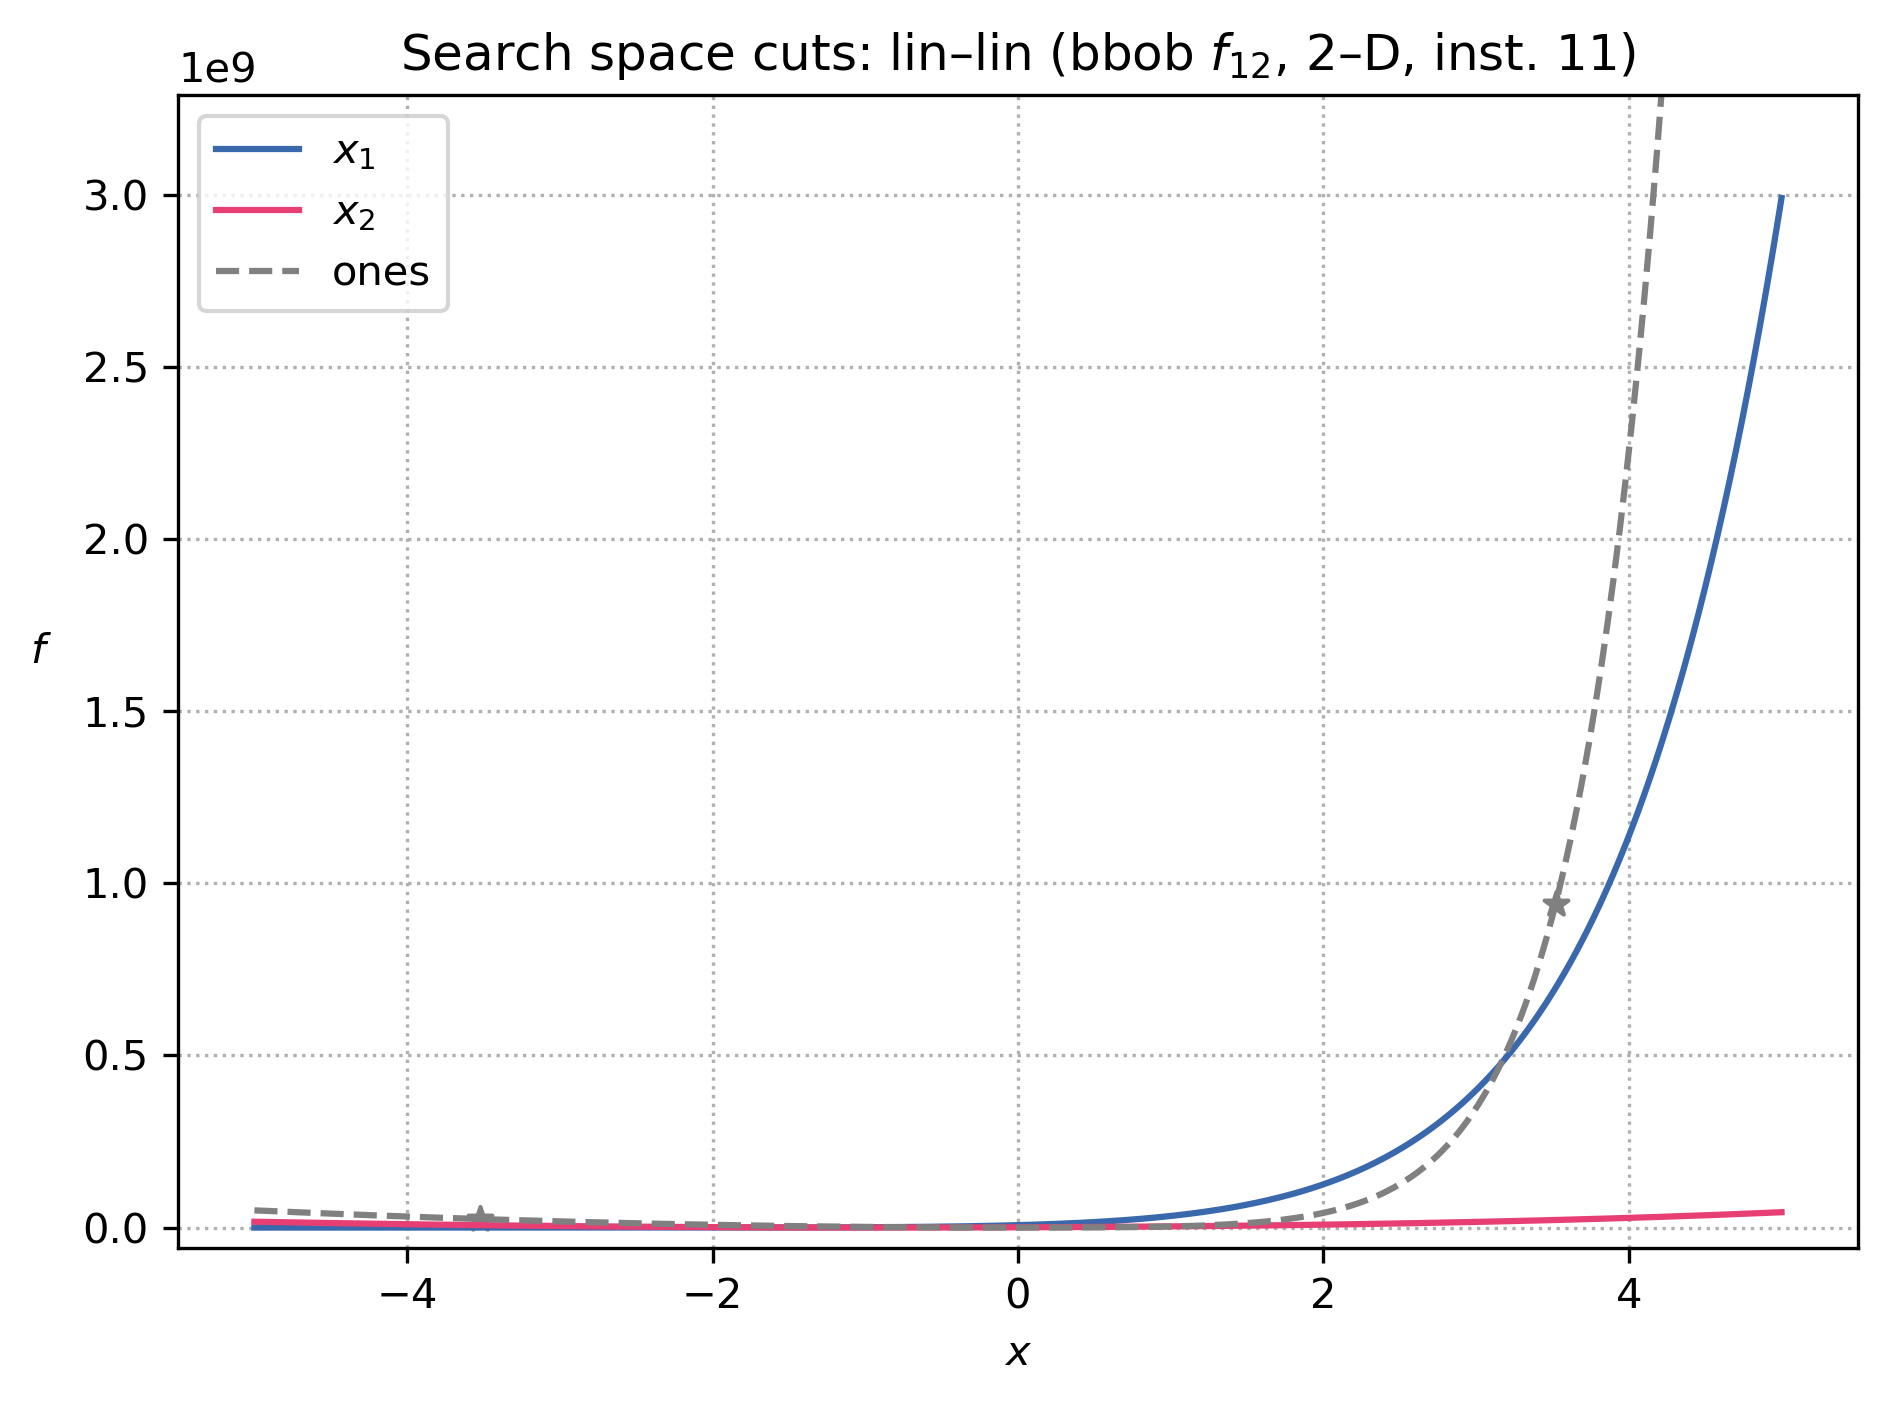 Search space cuts: lin–lin (bbob f12, 2–D, inst. 11)
1e9
x1
x2
ones
3.0
2.5
2.0
1.5
1.0
0.5
0.0
f
−4
−2
0
2
4
x